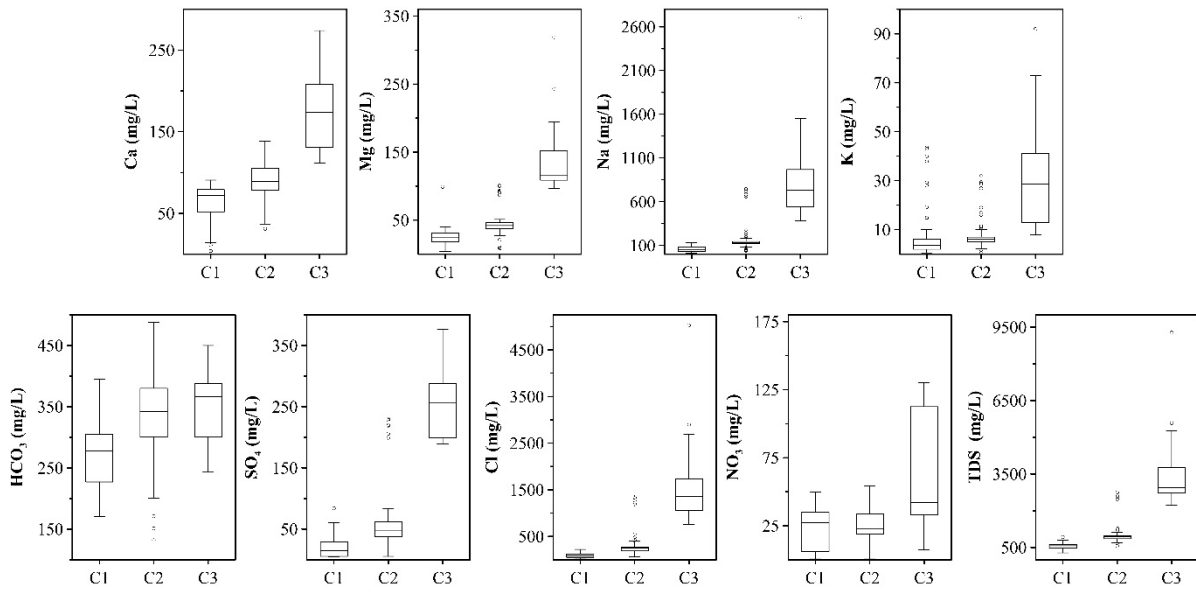 Ca (mg/L)
250
150
50
C1 C2 C3
Mg (mg/L)
350
250
150
50
C1 C2 C3
Na (mg/L)
2600
2100
1600
1100
600
100
C1 C2 C3
K (mg/L)
90
70
50
30
10
C1 C2 C3
HCO3 (mg/L)
450
350
250
150
C1 C2 C3
SO4 (mg/L)
350
250
150
50
C1 C2 C3
Cl (mg/L)
4500
3500
2500
1500
500
C1 C2 C3
NO3 (mg/L)
175
125
75
25
C1 C2 C3
TDS (mg/L)
9500
6500
3500
500
C1 C2 C3